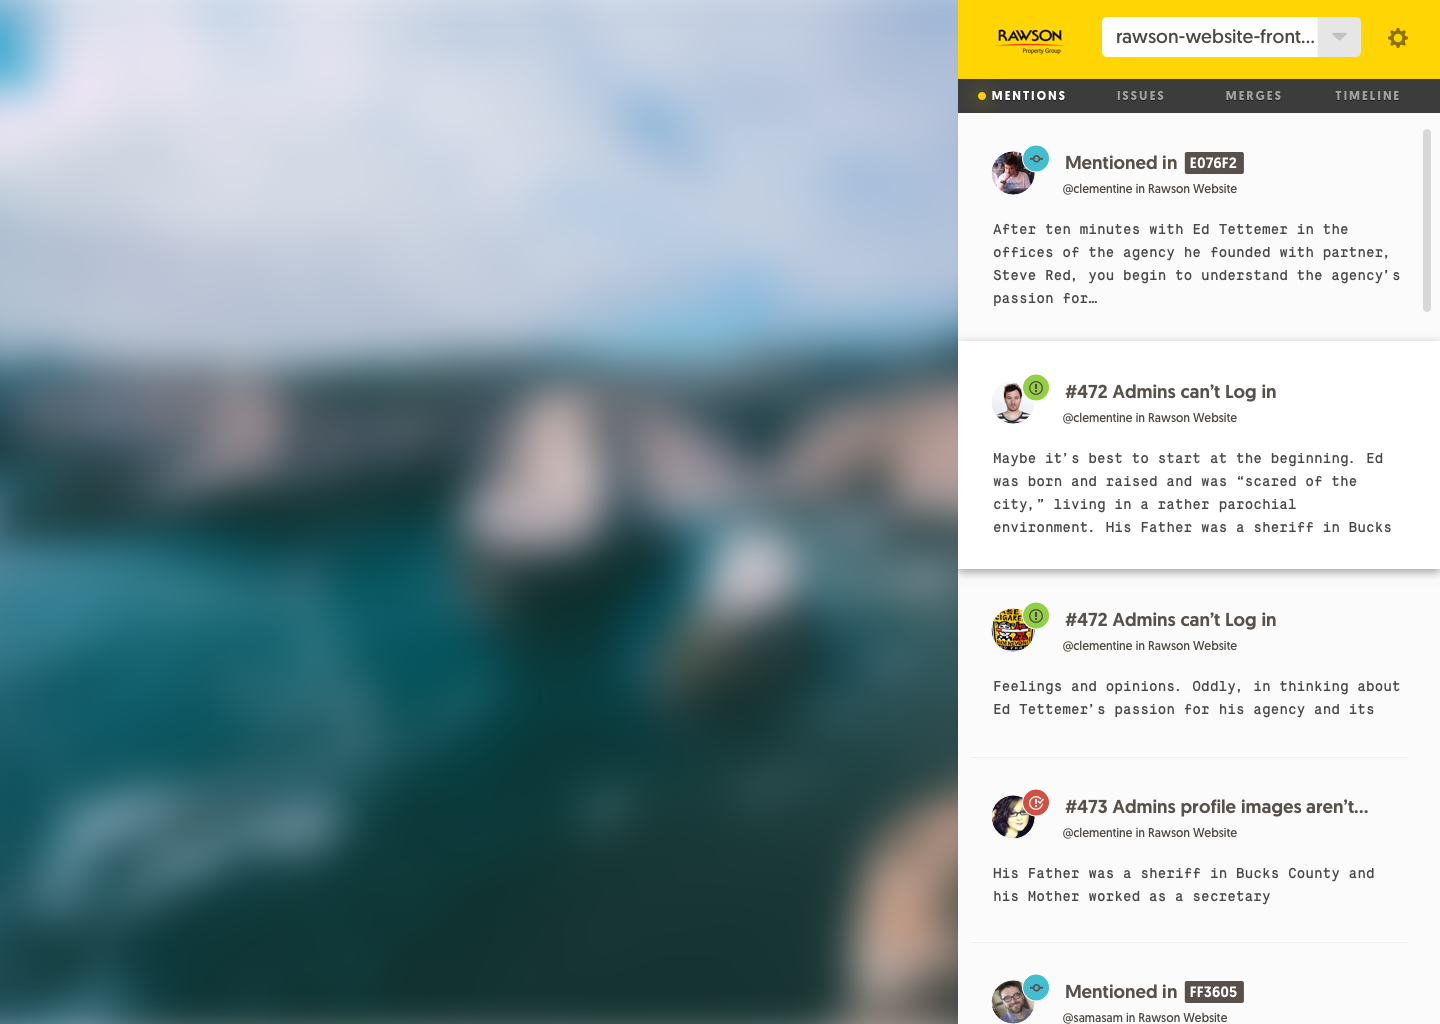 RAWSON
Property Group
rawson-website-front...
MENTIONS ISSUES MERGES TIMELINE
Mentioned in E076F2
@clementine in Rawson Website
After ten minutes with Ed Tettemer in the
offices of the agency he founded with partner,
Steve Red, you begin to understand the agency’s
passion for…
#472 Admins can’t Log in
@clementine in Rawson Website
Maybe it’s best to start at the beginning. Ed
was born and raised and was “scared of the
city,” living in a rather parochial
environment. His Father was a sheriff in Bucks
#472 Admins can’t Log in
@clementine in Rawson Website
Feelings and opinions. Oddly, in thinking about
Ed Tettemer’s passion for his agency and its
#473 Admins profile images aren’t...
@clementine in Rawson Website
His Father was a sheriff in Bucks County and
his Mother worked as a secretary
Mentioned in FF3605
@samasam in Rawson Website